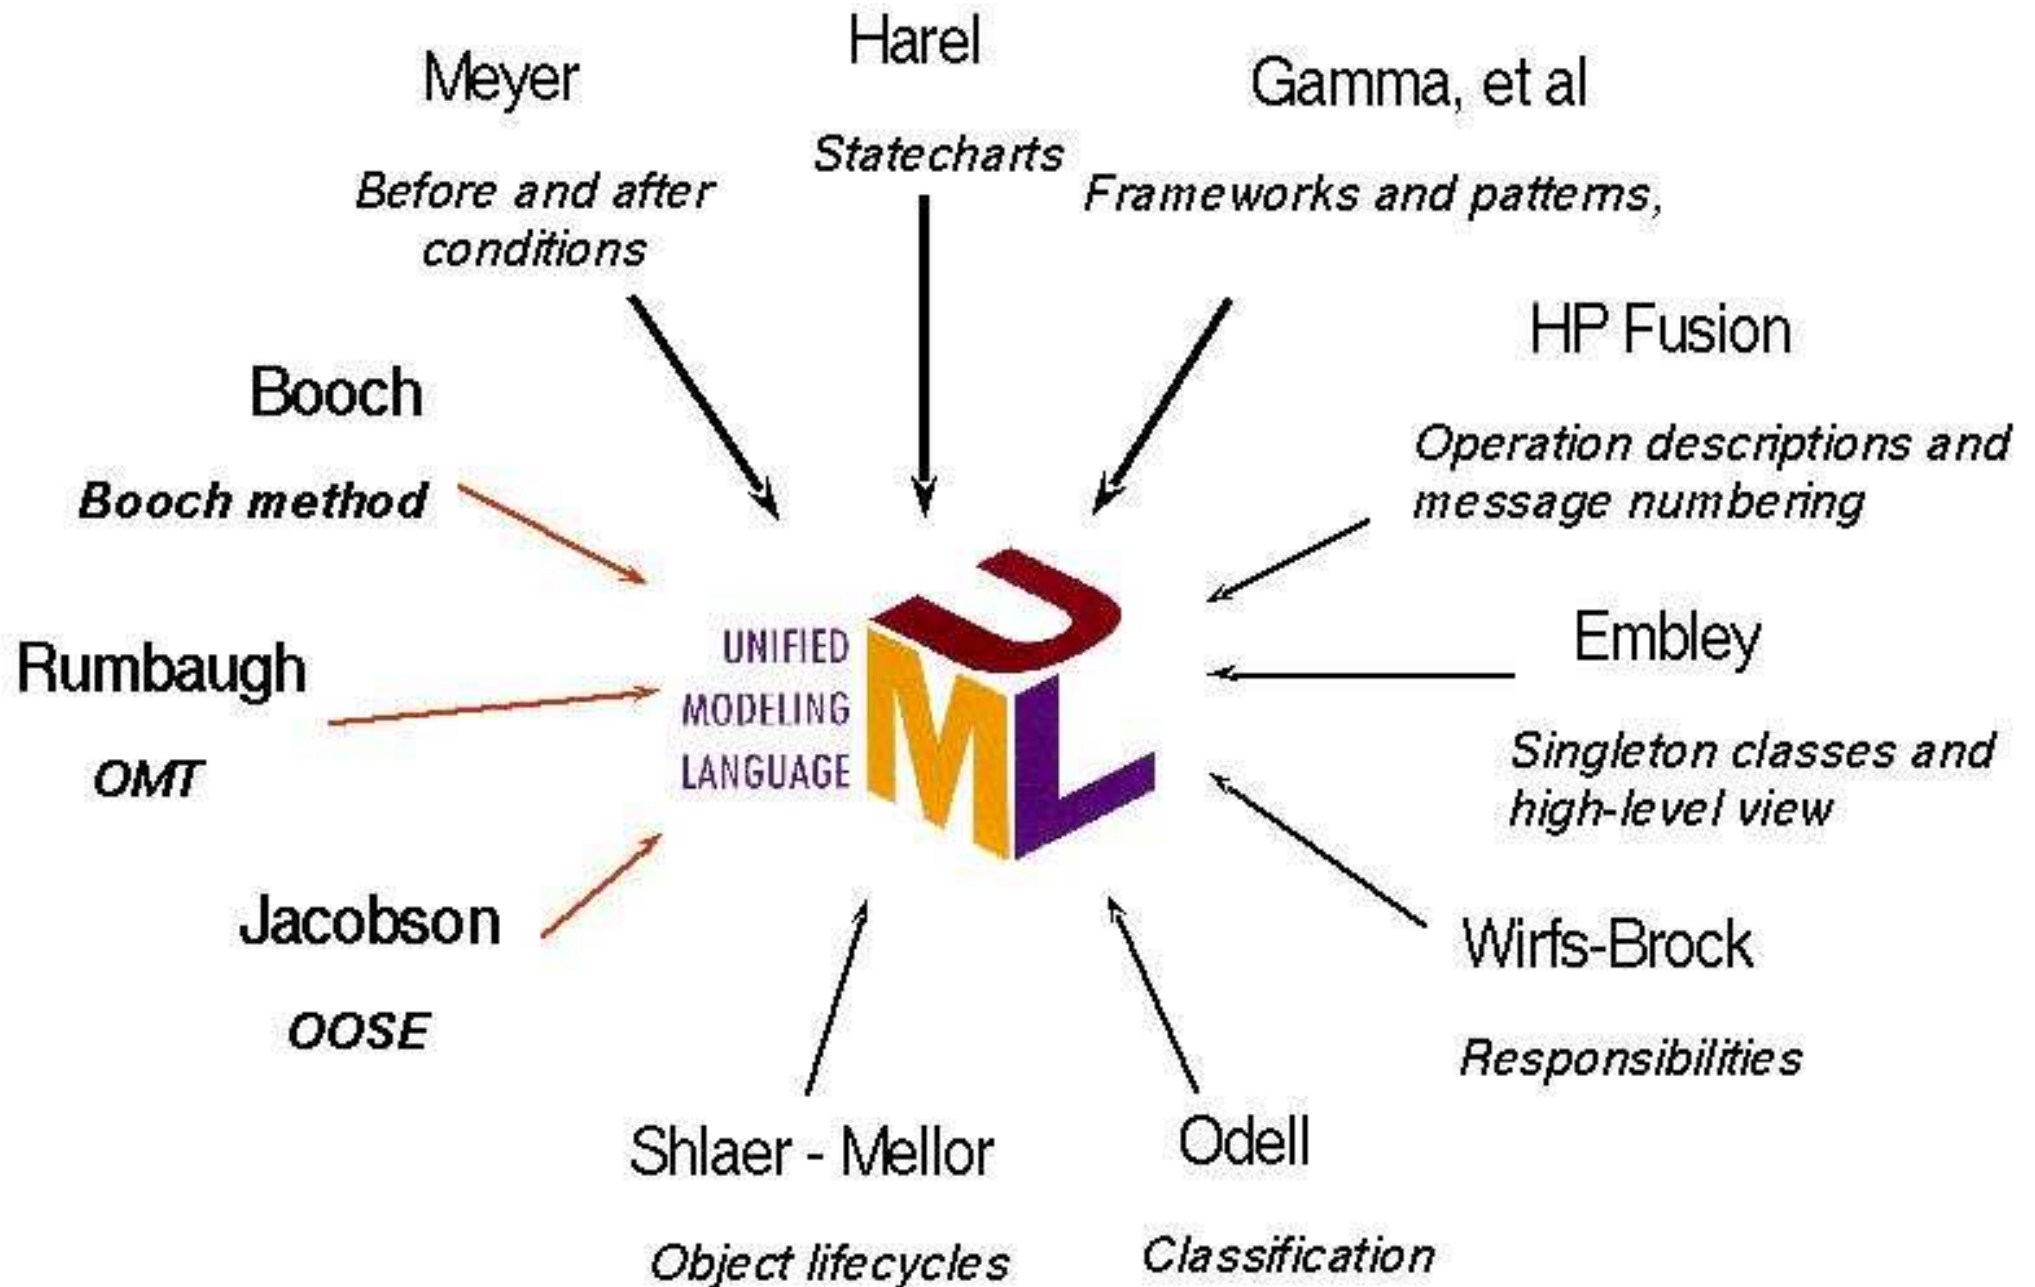 Harel
Statecharts
Meyer
Before and after
conditions
Gamma, et al
Frameworks and patterns,
HP Fusion
Operation descriptions and
message numbering
Booch
Booch method
Embley
Singleton classes and
high-level view
Rumbaugh
OMT
UNIFIED
MODELING
LANGUAGE
UML
Jacobson
OOSE
Wirfs-Brock
Responsibilities
Shlaer - Mellor
Object lifecycles
Odell
Classification